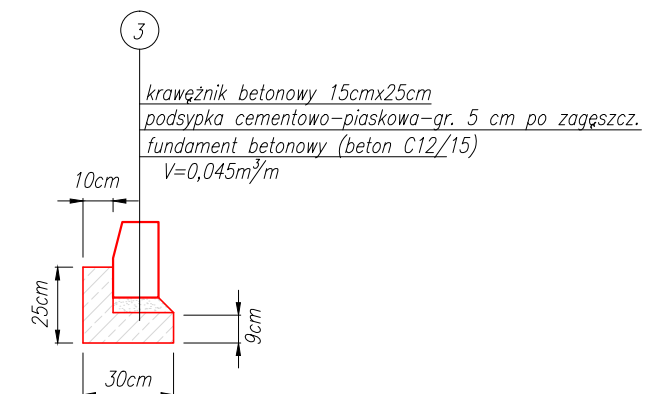 3
krawężnik betonowy 15cmx25cm
podsypka cementowo-piaskowa-gr. 5 cm po zagęszcz.
fundament betonowy (beton C12/15)
V=0,045m³/m
10cm
25cm
9cm
30cm